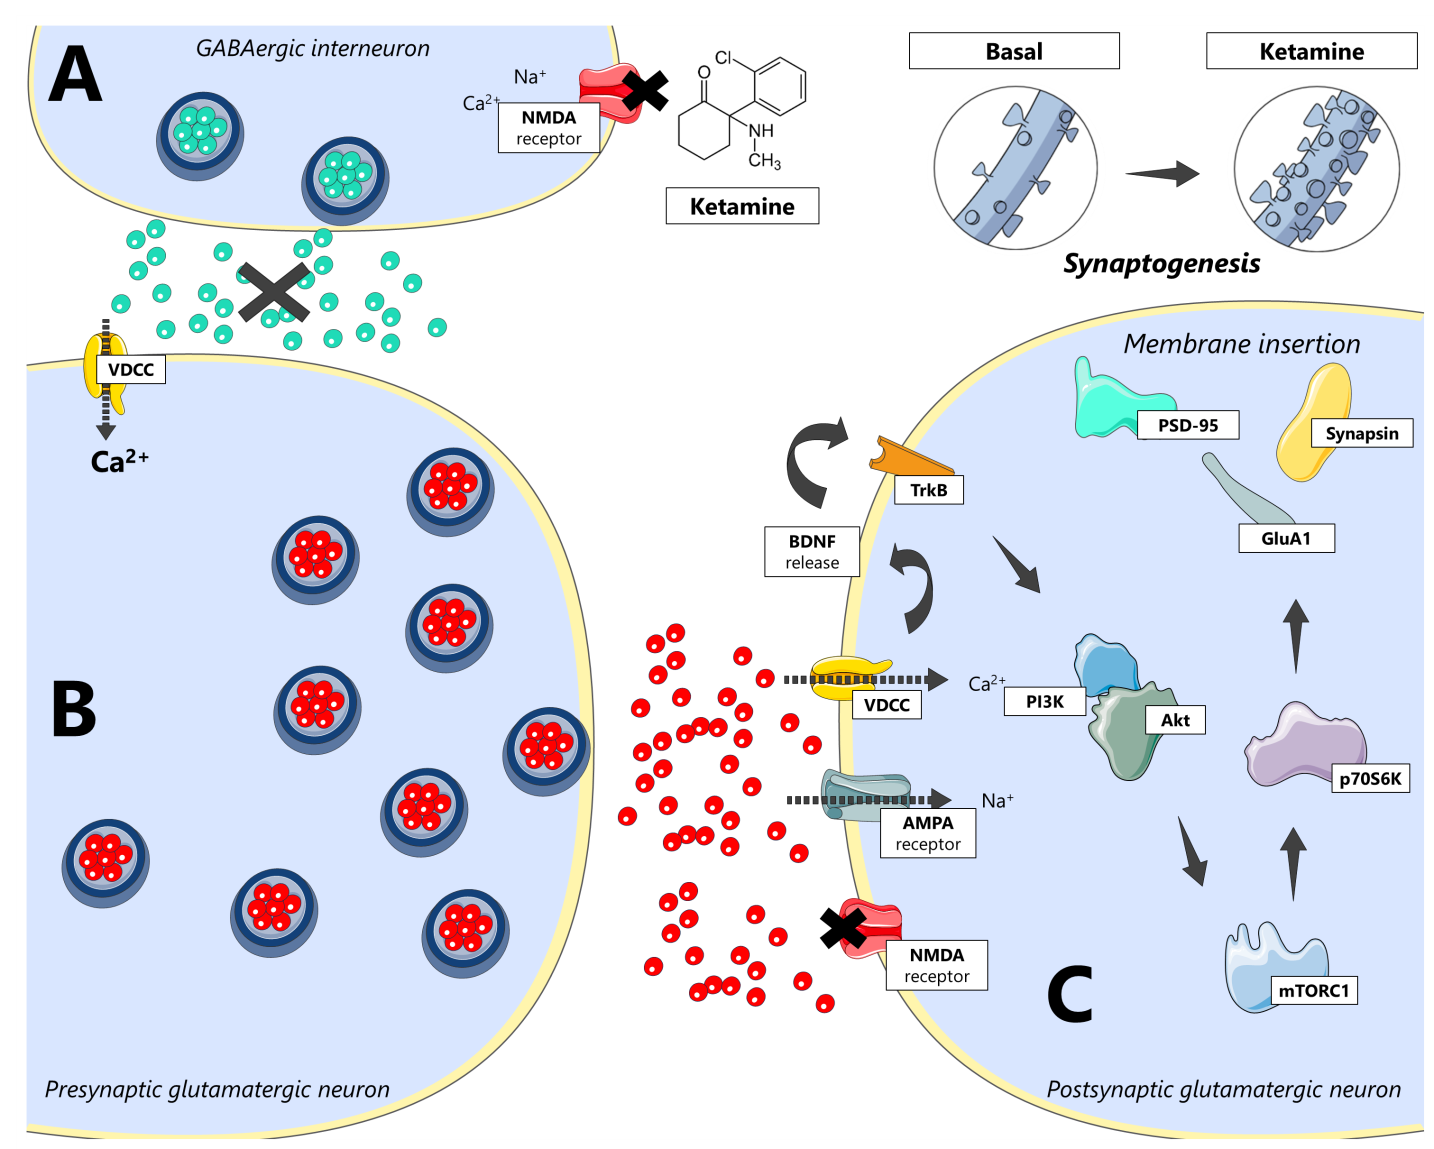 A
GABAergic interneuron
Na⁺
Ca²⁺
NMDA
receptor
O
Cl
NH
CH₃
Ketamine
Basal
Ketamine
Synaptogenesis
VDCC
Ca²⁺
B
Presynaptic glutamatergic neuron
Membrane insertion
PSD-95
Synapsin
GluA1
TrkB
BDNF
release
VDCC
Ca²⁺
PI3K
Akt
p70S6K
AMPA
receptor
Na⁺
NMDA
receptor
mTORC1
C
Postsynaptic glutamatergic neuron